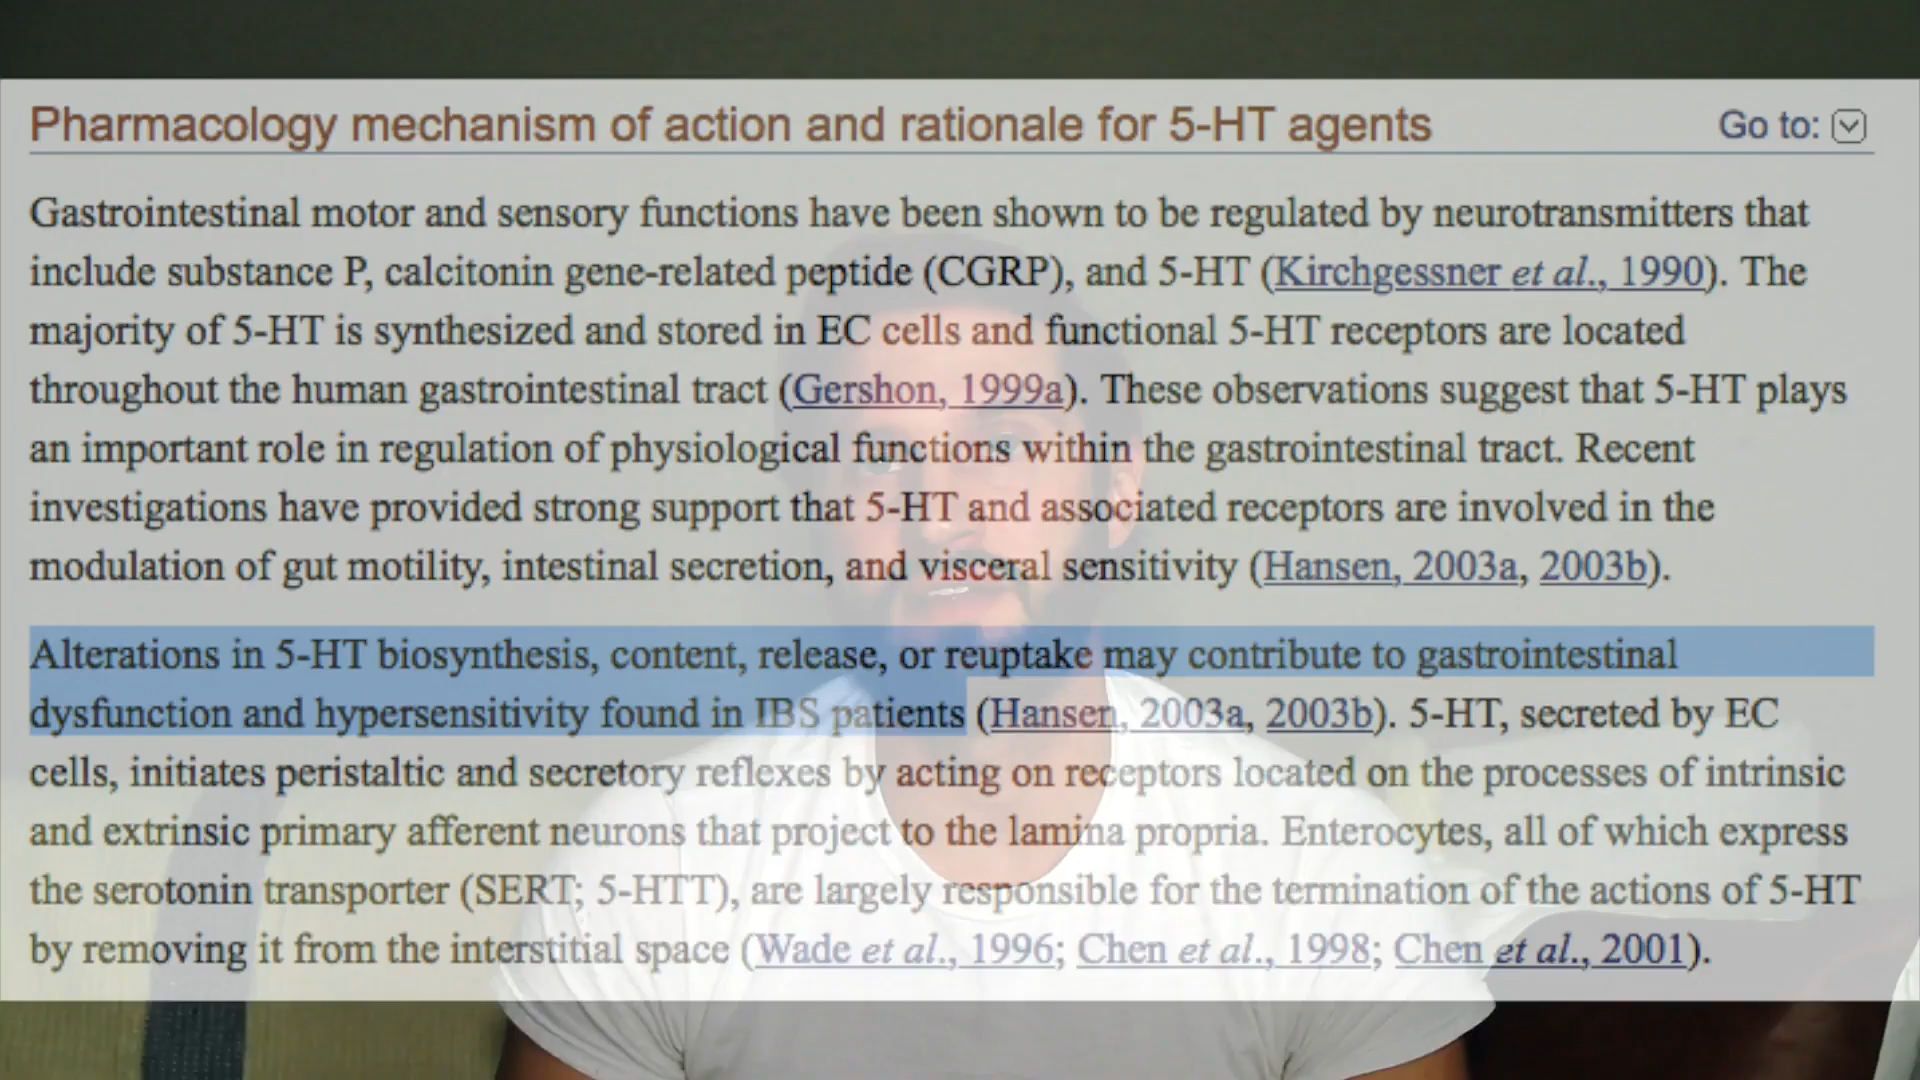 Pharmacology mechanism of action and rationale for 5-HT agents
Go to:
Gastrointestinal motor and sensory functions have been shown to be regulated by neurotransmitters that
include substance P, calcitonin gene-related peptide (CGRP), and 5-HT (Kirchgessner et al., 1990). The
majority of 5-HT is synthesized and stored in EC cells and functional 5-HT receptors are located
throughout the human gastrointestinal tract (Gershon, 1999a). These observations suggest that 5-HT plays
an important role in regulation of physiological functions within the gastrointestinal tract. Recent
investigations have provided strong support that 5-HT and associated receptors are involved in the
modulation of gut motility, intestinal secretion, and visceral sensitivity (Hansen, 2003a, 2003b).
Alterations in 5-HT biosynthesis, content, release, or reuptake may contribute to gastrointestinal
dysfunction and hypersensitivity found in IBS patients (Hansen, 2003a, 2003b). 5-HT, secreted by EC
cells, initiates peristaltic and secretory reflexes by acting on receptors located on the processes of intrinsic
and extrinsic primary afferent neurons that project to the lamina propria. Enterocytes, all of which express
the serotonin transporter (SERT; 5-HTT), are largely responsible for the termination of the actions of 5-HT
by removing it from the interstitial space (Wade et al., 1996; Chen et al., 1998; Chen et al., 2001).